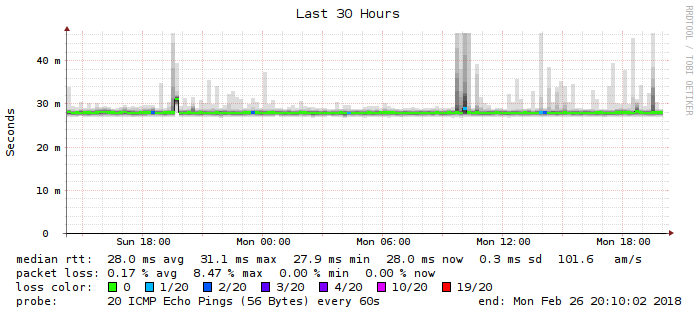 Last 30 Hours
RRDTOOL / TOBI OETIKER
Seconds
40 m
30 m
20 m
10 m
0
Sun 18:00 Mon 00:00 Mon 06:00 Mon 12:00 Mon 18:00
median rtt: 28.0 ms avg 31.1 ms max 27.9 ms min 28.0 ms now 0.3 ms sd 101.6 am/s
packet loss: 0.17 % avg 8.47 % max 0.00 % min 0.00 % now
loss color: 0 1/20 2/20 3/20 4/20 10/20 19/20
probe: 20 ICMP Echo Pings (56 Bytes) every 60s end: Mon Feb 26 20:10:02 2018